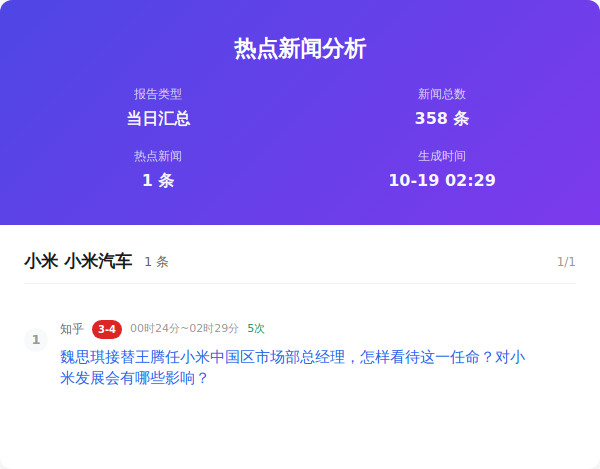 热点新闻分析
报告类型 新闻总数
当日汇总 358 条
热点新闻 生成时间
1 条 10-19 02:29
小米 小米汽车 1 条 1/1
1 知乎 3-4 00时24分~02时29分 5次
魏思琪接替王腾任小米中国区市场部总经理，怎样看待这一任命？对小
米发展会有哪些影响？